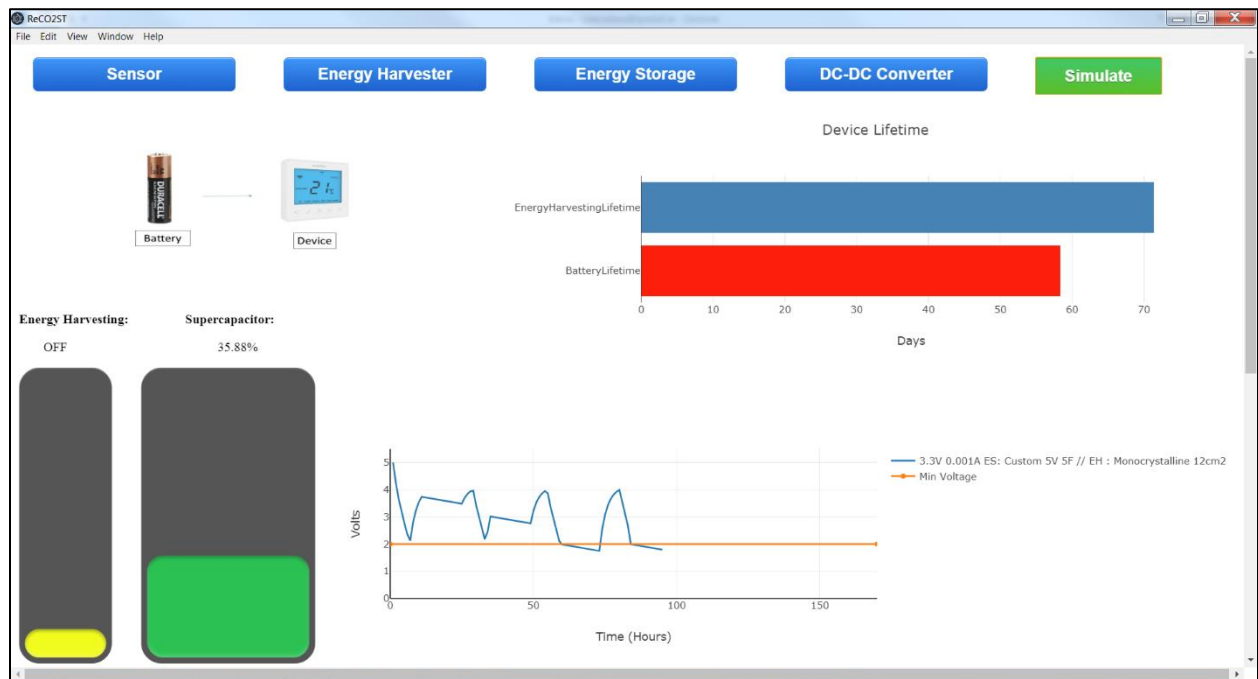 ReCO2ST
File Edit View Window Help
Sensor
Energy Harvester
Energy Storage
DC-DC Converter
Simulate
Device Lifetime
DURACELL
21
Battery
Device
EnergyHarvestingLifetime
BatteryLifetime
0 10 20 30 40 50 60 70
Days
Energy Harvesting:
Supercapacitor:
OFF
35.88%
5
4
3
2
1
0
Volts
0 50 100 150
Time (Hours)
3.3V 0.001A ES: Custom 5V 5F // EH : Monocrystalline 12cm2
Min Voltage